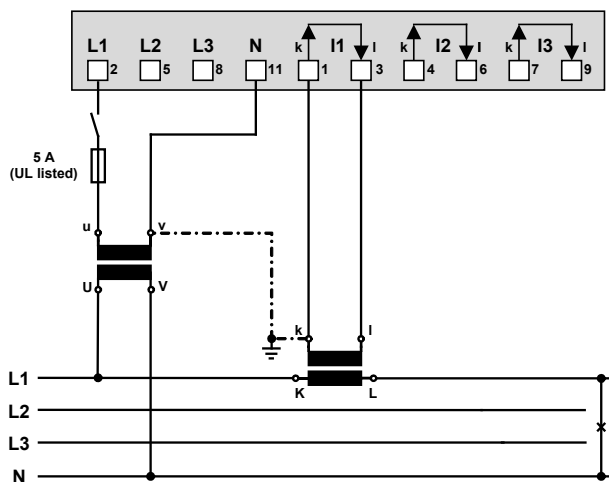 L1 L2 L3 N k I1 l k I2 l k I3 l
2 5 8 11 1 3 4 6 7 9
5 A
(UL listed)
u v
U V
k l
K L
L1
L2
L3
N